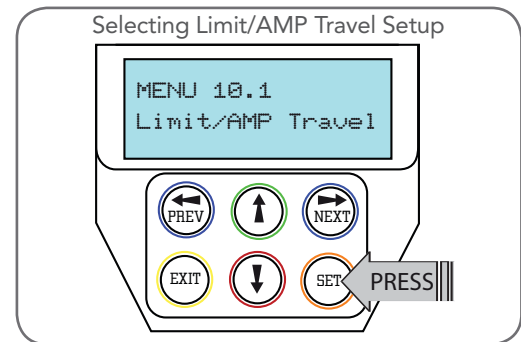 Selecting Limit/AMP Travel Setup
MENU 10.1
Limit/AMP Travel
PREV
NEXT
EXIT
SET
PRESS